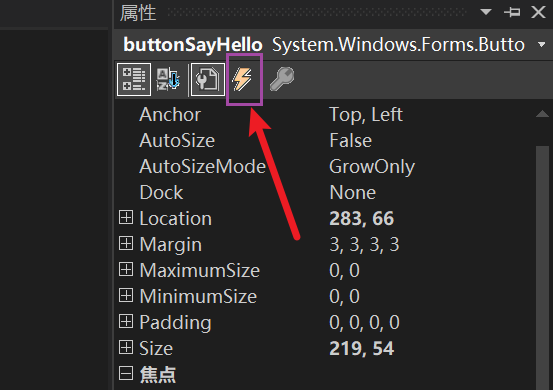 属性
buttonSayHello System.Windows.Forms.Butto
Anchor Top, Left
AutoSize False
AutoSizeMode GrowOnly
Dock None
Location 283, 66
Margin 3, 3, 3, 3
MaximumSize 0, 0
MinimumSize 0, 0
Padding 0, 0, 0, 0
Size 219, 54
焦点